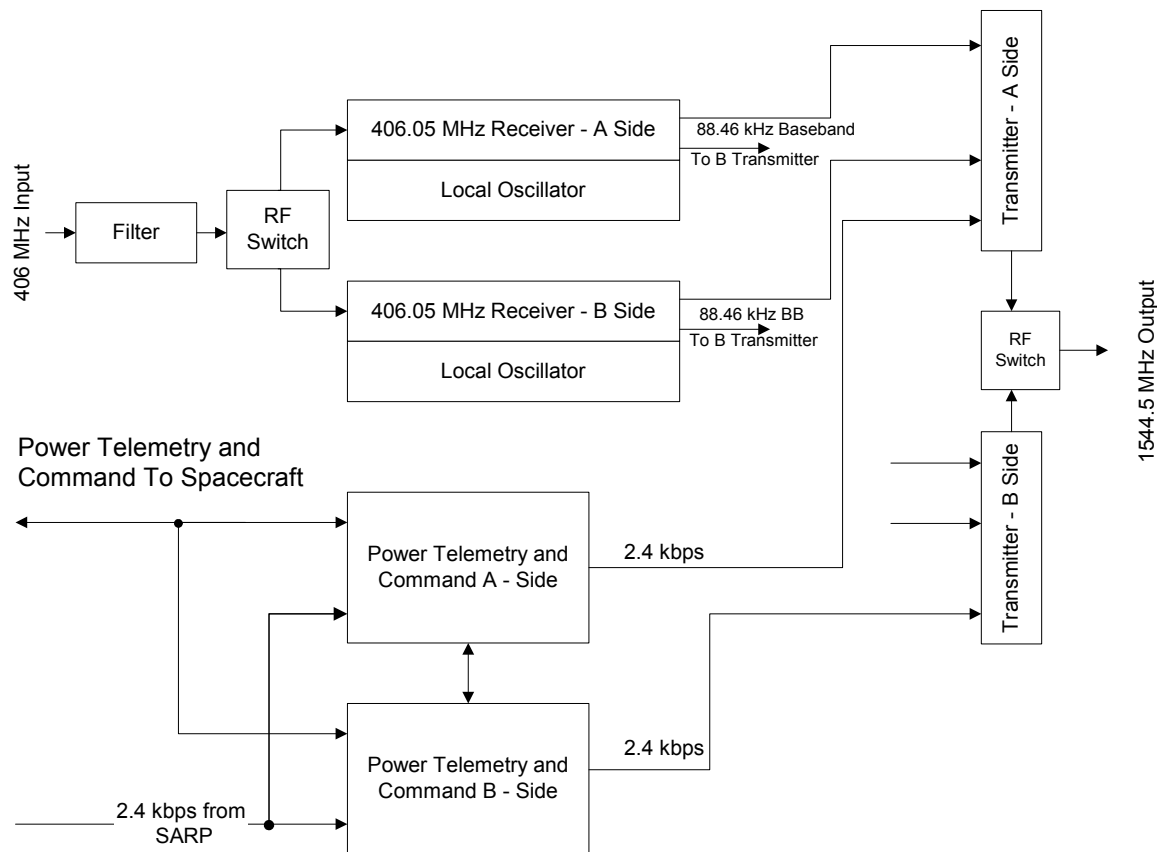 406 MHz Input
Filter
RF
Switch
406.05 MHz Receiver - A Side
Local Oscillator
88.46 kHz Baseband
To B Transmitter
406.05 MHz Receiver - B Side
Local Oscillator
88.46 kHz BB
To B Transmitter
Transmitter - A Side
RF
Switch
1544.5 MHz Output
Transmitter - B Side
Power Telemetry and
Command To Spacecraft
Power Telemetry and
Command A - Side
2.4 kbps
Power Telemetry and
Command B - Side
2.4 kbps
2.4 kbps from
SARP